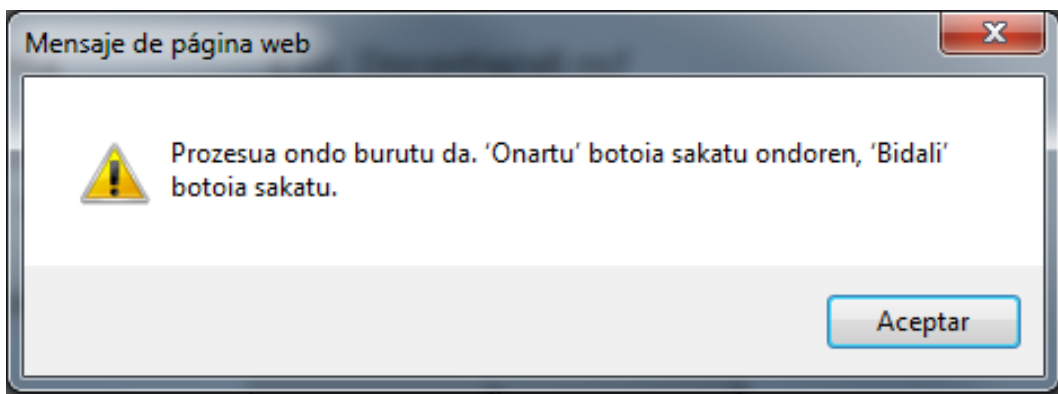 Mensaje de página web
Prozesua ondo burutu da. ‘Onartu’ botoia sakatu ondoren, ‘Bidali’
botoia sakatu.
Aceptar